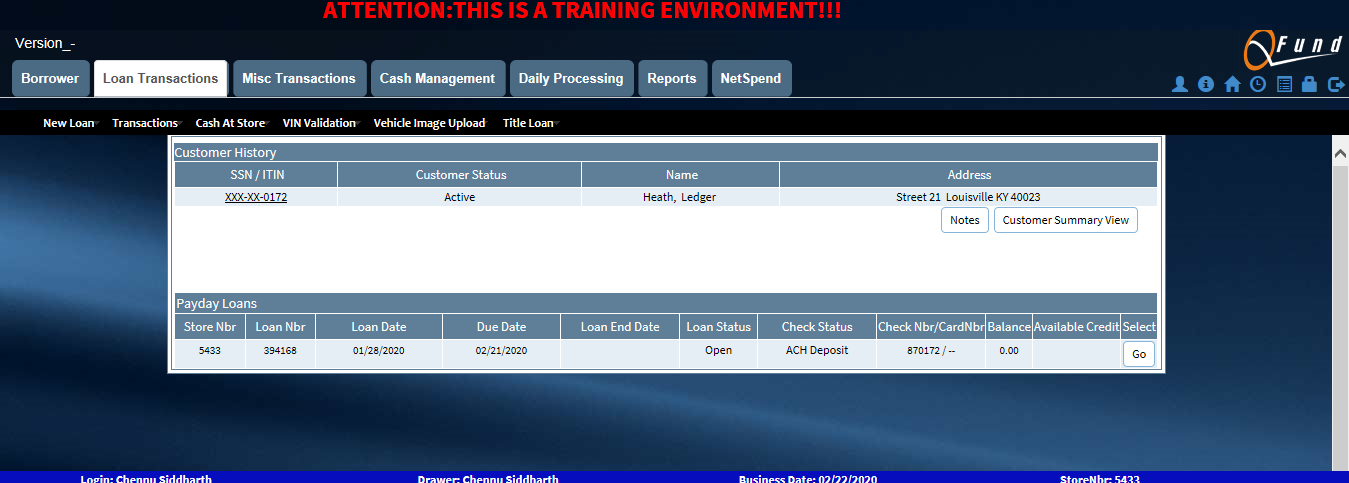 ATTENTION:THIS IS A TRAINING ENVIRONMENT!!!
Version_-
QFund
Borrower Loan Transactions Misc Transactions Cash Management Daily Processing Reports NetSpend
New Loan Transactions Cash At Store VIN Validation Vehicle Image Upload Title Loan
Customer History
SSN / ITIN Customer Status Name Address
XXX-XX-0172 Active Heath, Ledger Street 21 Louisville KY 40023
Notes Customer Summary View
Payday Loans
Store Nbr Loan Nbr Loan Date Due Date Loan End Date Loan Status Check Status Check Nbr/CardNbr Balance Available Credit Select
5433 394168 01/28/2020 02/21/2020 Open ACH Deposit 870172 / -- 0.00 Go
Login: Chennu Siddharth Drawer: Chennu Siddharth Business Date: 02/22/2020 StoreNbr: 5433